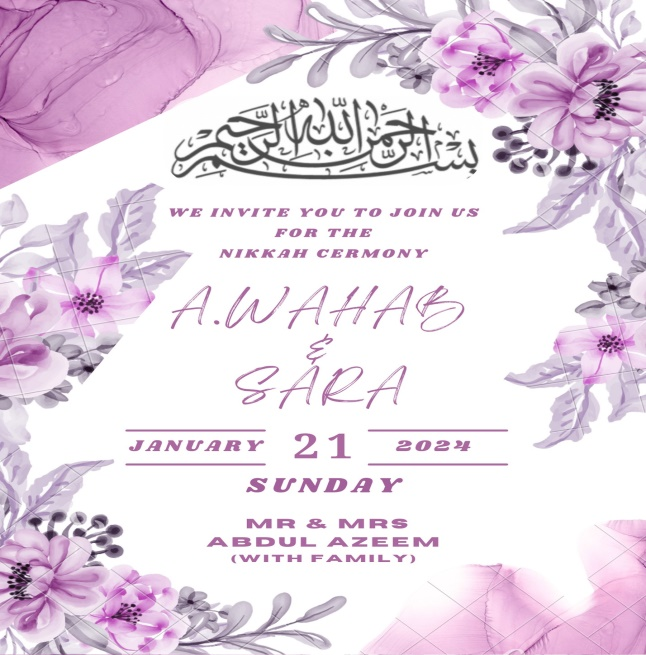 بسم الله الرحمن الرحيم
WE INVITE YOU TO JOIN US
FOR THE
NIKKAH CERMONY
A.WAHAB
&
SARA
JANUARY 21 2024
SUNDAY
MR & MRS
ABDUL AZEEM
(WITH FAMILY)